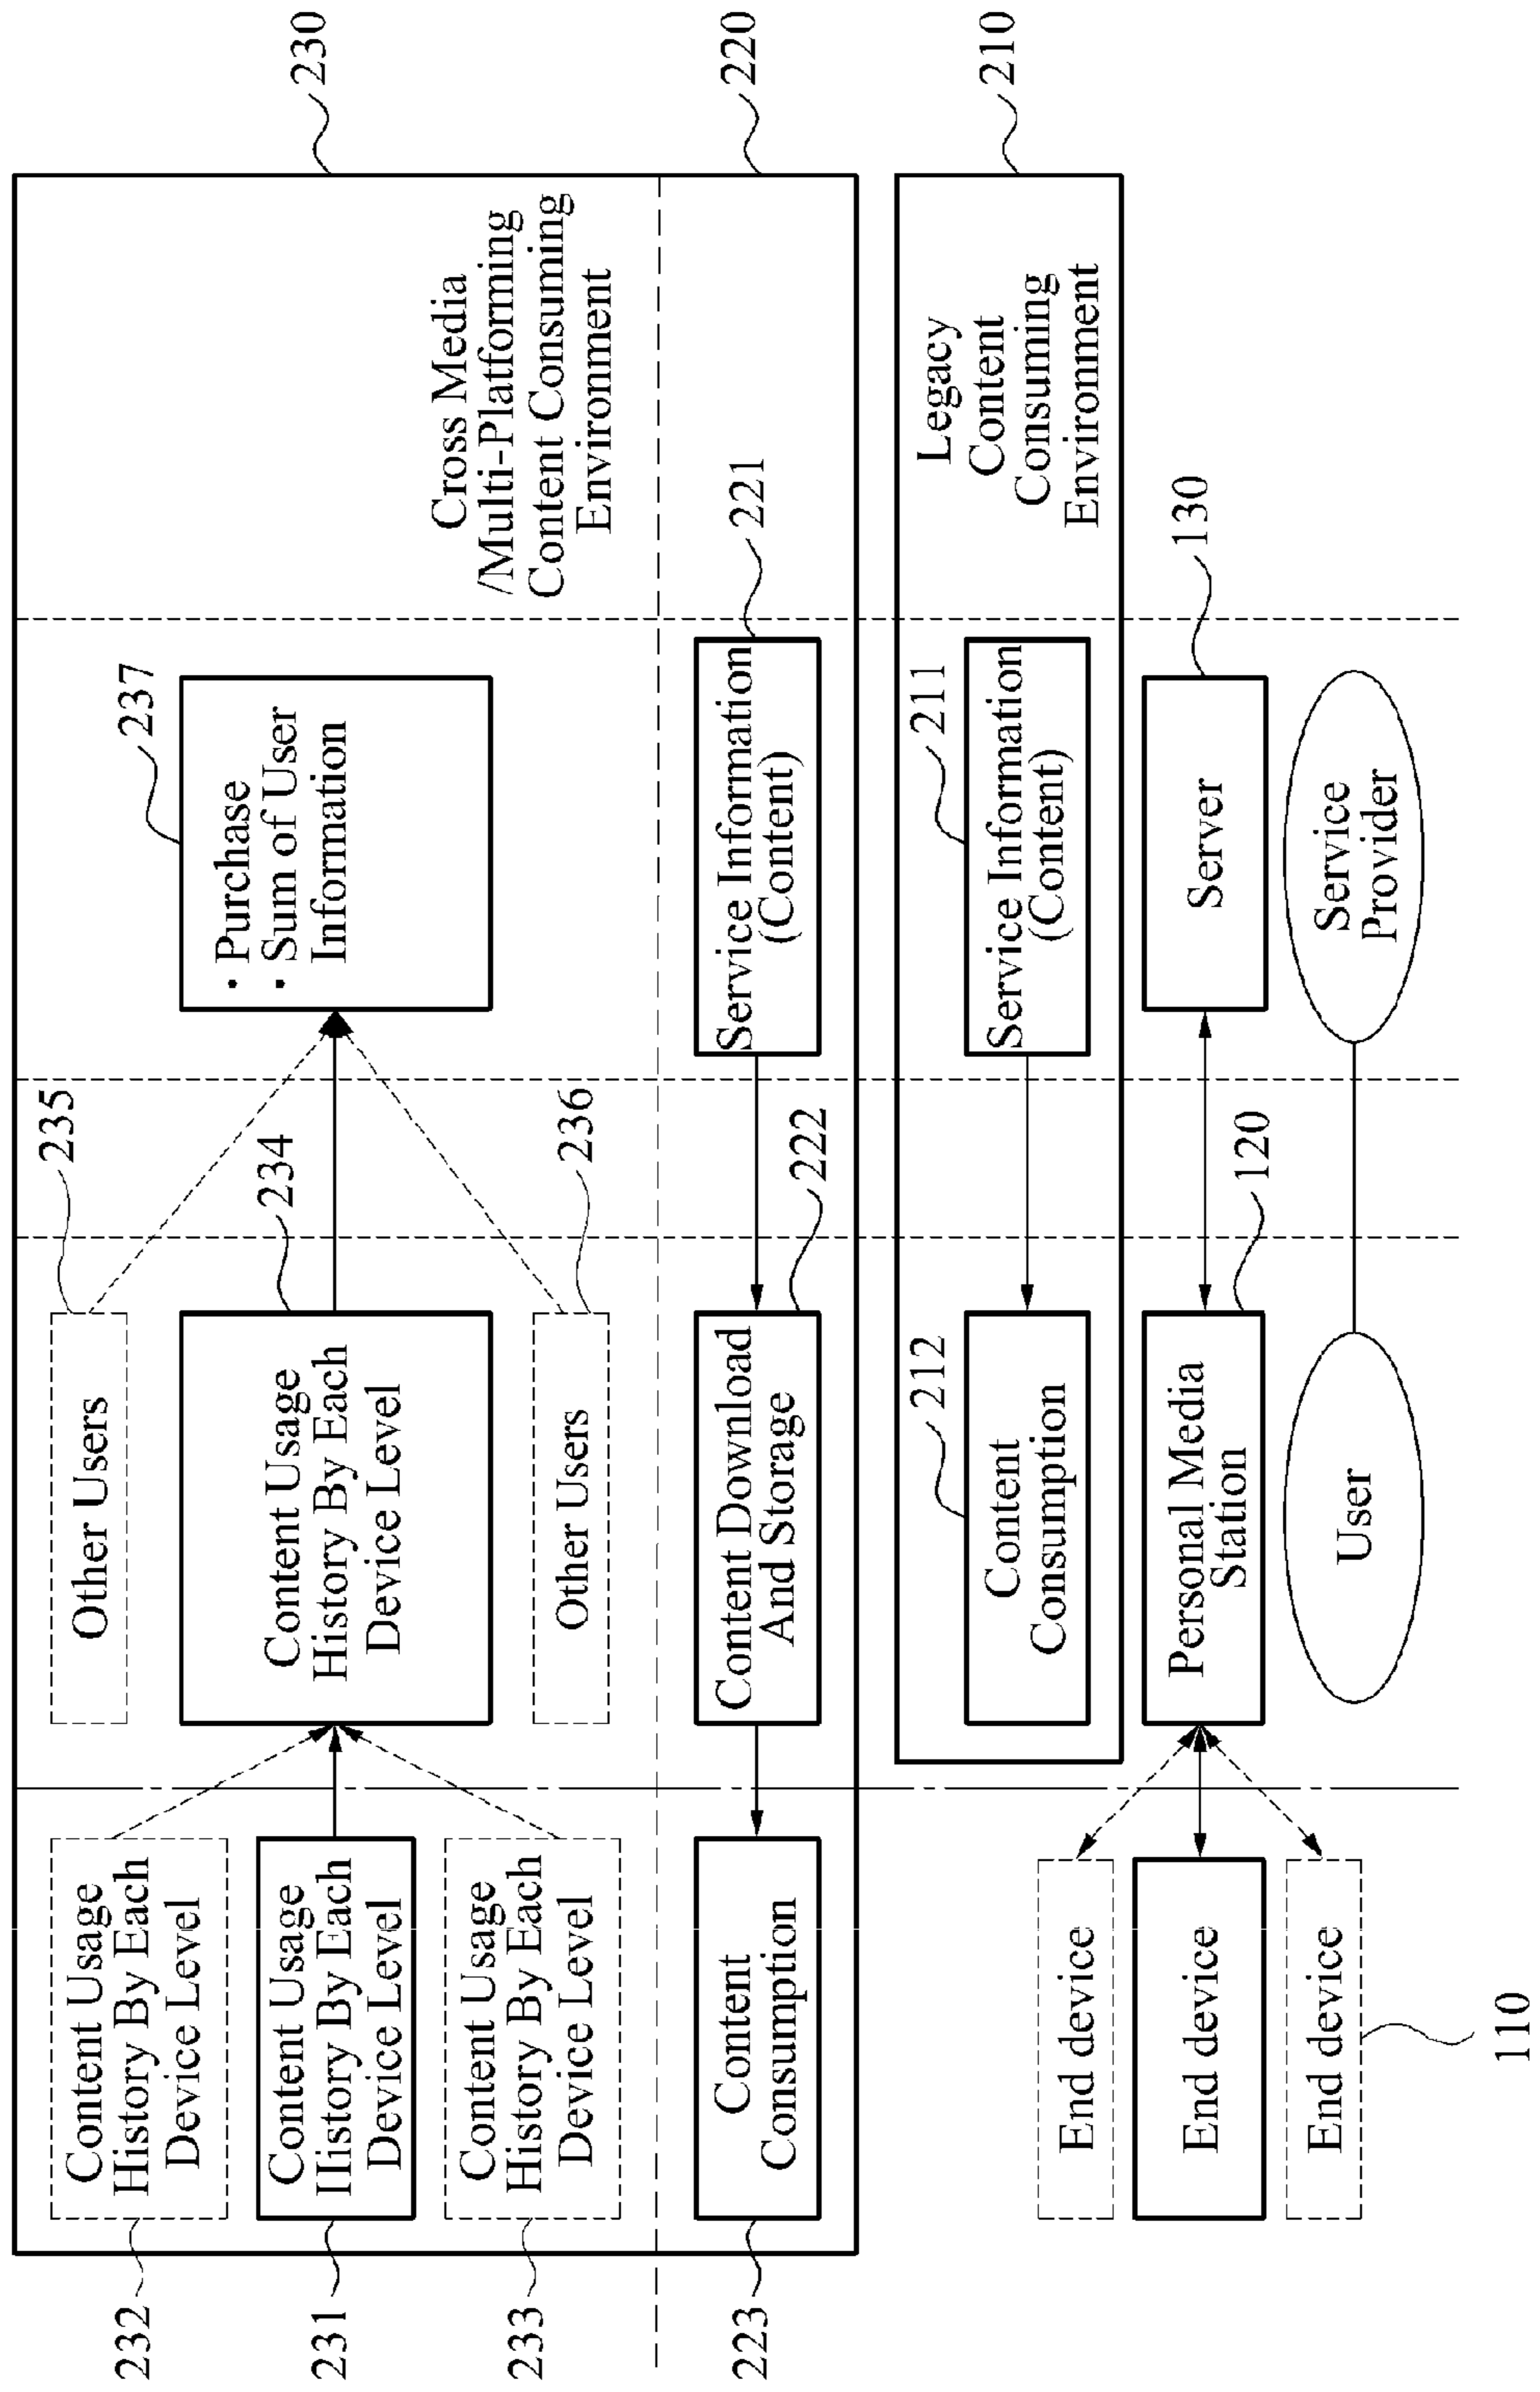 232
Content Usage
History By Each
Device Level
235
Other Users
237
• Purchase
• Sum of User
Information
230
231
Content Usage
History By Each
Device Level
234
Content Usage
History By Each
Device Level
233
Content Usage
History By Each
Device Level
236
Other Users
Cross Media
/Multi-Platforming
Content Consuming
Environment
223
Content
Consumption
222
Content Download
And Storage
221
Service Information
(Content)
220
212
Content
Consumption
211
Service Information
(Content)
Legacy
Content
Consuming
Environment
210
End device
End device
End device
110
Personal Media
Station
120
Server
130
User
Service
Provider